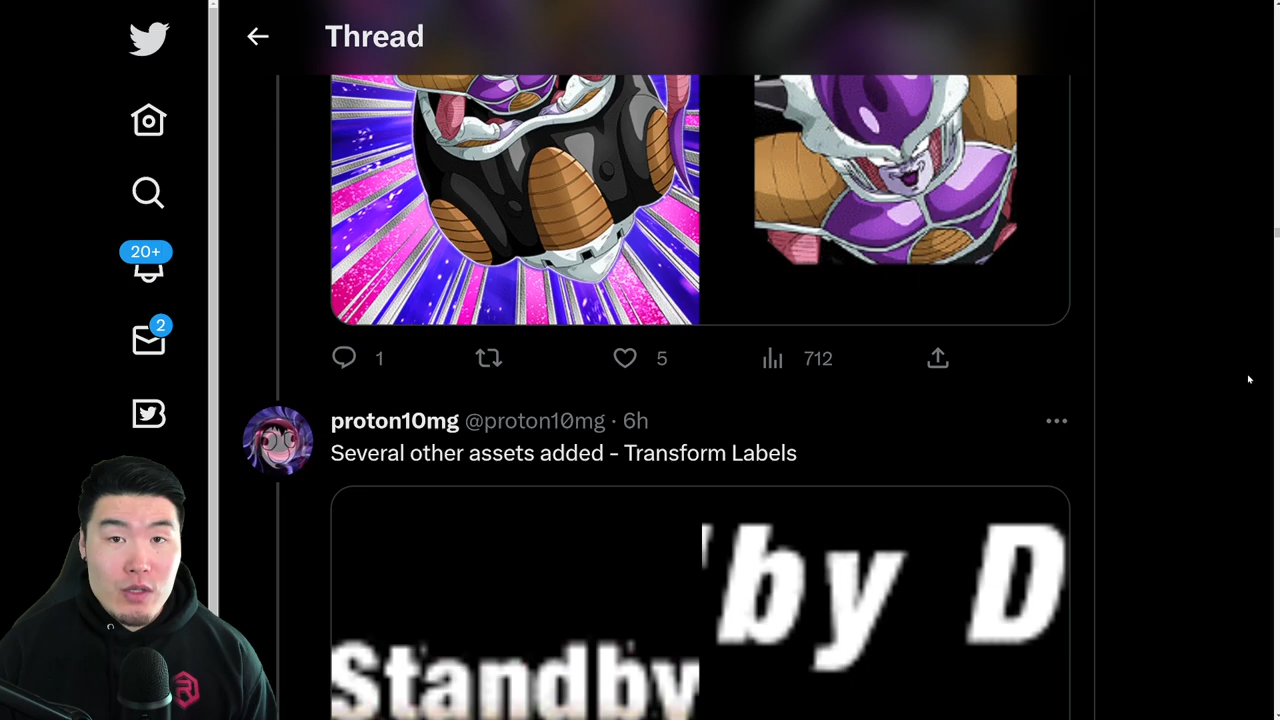 Thread
20+
1
5
712
2
proton10mg @proton10mg · 6h
Several other assets added - Transform Labels
by D
Standby